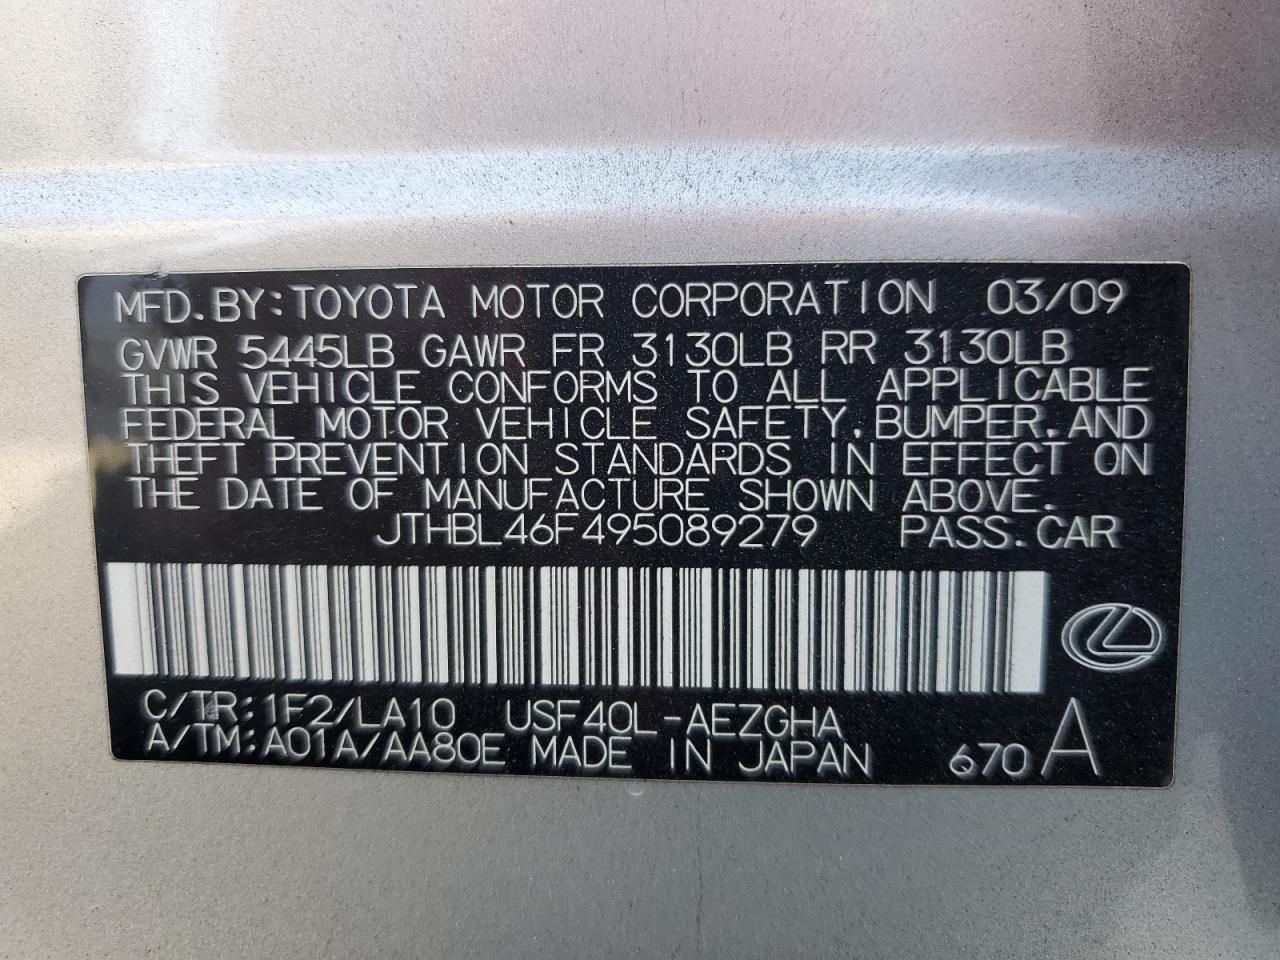 MFD. BY: TOYOTA MOTOR CORPORATION 03/09
GVWR 5445LB GAWR FR 3130LB RR 3130LB
THIS VEHICLE CONFORMS TO ALL APPLICABLE
FEDERAL MOTOR VEHICLE SAFETY, BUMPER, AND
THEFT PREVENTION STANDARDS IN EFFECT ON
THE DATE OF MANUFACTURE SHOWN ABOVE.
JTHBL46F495089279 PASS. CAR
C/TR: 1F2/LA10 USF40L-AEZGHA
A/TM: A01A/AA80E MADE IN JAPAN 670 A